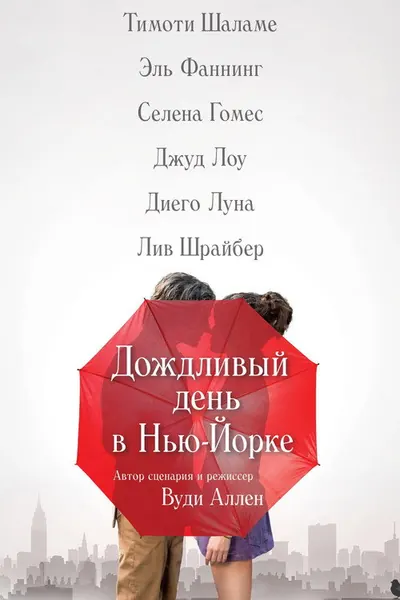 Тимоти Шаламе
Эль Фаннинг
Селена Гомес
Джуд Лоу
Диего Луна
Лив Шрайбер
Дождливый
день
в Нью-Йорке
Автор сценария и режиссер
Вуди Аллен